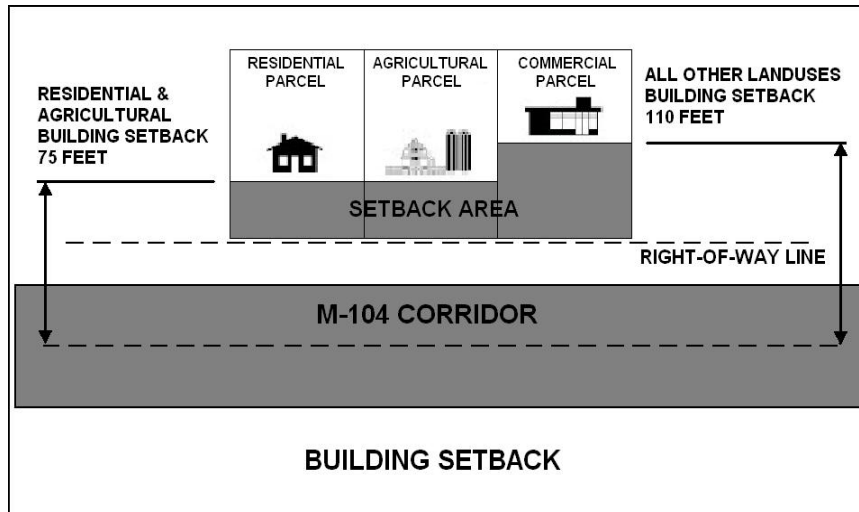 RESIDENTIAL &
AGRICULTURAL
BUILDING SETBACK
75 FEET
RESIDENTIAL
PARCEL
AGRICULTURAL
PARCEL
COMMERCIAL
PARCEL
ALL OTHER LANDUSES
BUILDING SETBACK
110 FEET
SETBACK AREA
RIGHT-OF-WAY LINE
M-104 CORRIDOR
BUILDING SETBACK